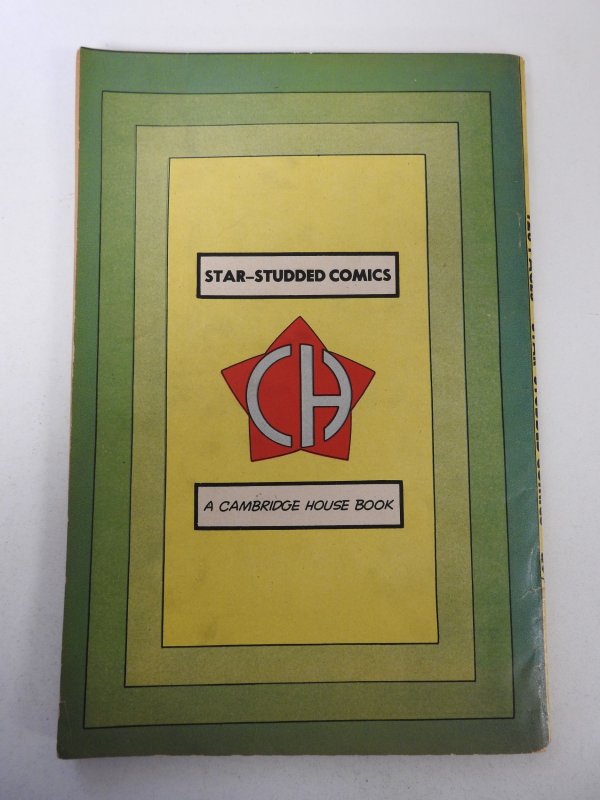 STAR-STUDDED COMICS
CH
A CAMBRIDGE HOUSE BOOK